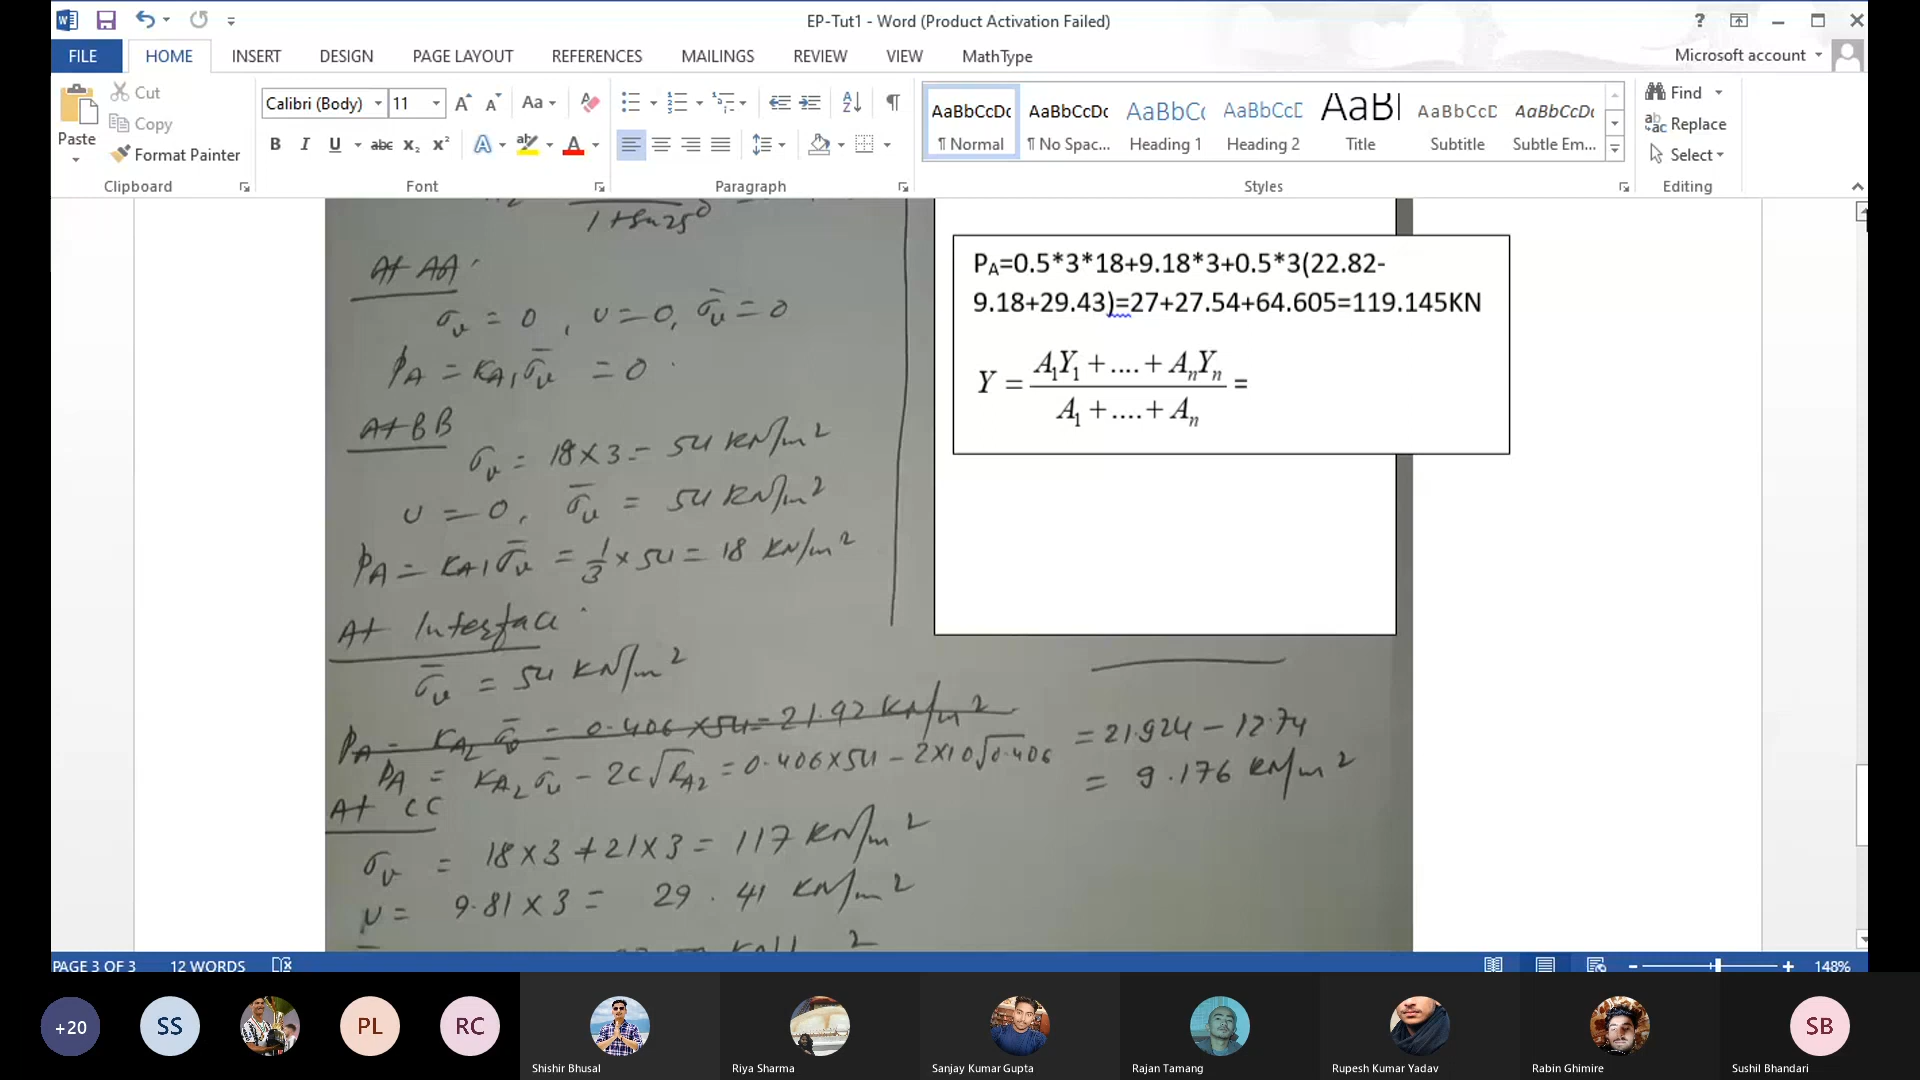 EP-Tut1 - Word (Product Activation Failed)
FILE HOME INSERT DESIGN PAGE LAYOUT REFERENCES MAILINGS REVIEW VIEW MathType
Microsoft account
Paste
Cut
Copy
Format Painter
Clipboard
Calibri (Body) 11
Font
Paragraph
AaBbCcDc ¶ Normal
AaBbCcDc ¶ No Spac...
AaBbCc Heading 1
AaBbCcC Heading 2
AaBl Title
AaBbCcC Subtitle
AaBbCcDc Subtle Em...
Styles
Find
Replace
Select
Editing
1+sin25°
At AA
σv = 0, u=0, σ̄v = 0
PA = KA1 σ̄v = 0
At BB
σv = 18×3 = 54 KN/m²
u = 0, σ̄v = 54 KN/m²
PA = KA1 σ̄v = 1/3 × 54 = 18 KN/m²
At Interface
σ̄v = 54 KN/m²
PA = KA2 σ̄v = 0.406×54 = 21.92 KN/m²
PA = KA2 σ̄v - 2C√KA2 = 0.406×54 - 2×10√0.406 = 21.924 - 12.74
= 9.176 KN/m²
At CC
σv = 18×3+21×3 = 117 KN/m²
u = 9.81×3 = 29.41 KN/m²
PA=0.5*3*18+9.18*3+0.5*3(22.82-
9.18+29.43)=27+27.54+64.605=119.145KN
Y = (A₁Y₁ + .... + AnYn) / (A₁ + .... + An) =
PAGE 3 OF 3 12 WORDS 148%
+20 SS PL RC SB
Shishir Bhusal Riya Sharma Sanjay Kumar Gupta Rajan Tamang Rupesh Kumar Yadav Rabin Ghimire Sushil Bhandari